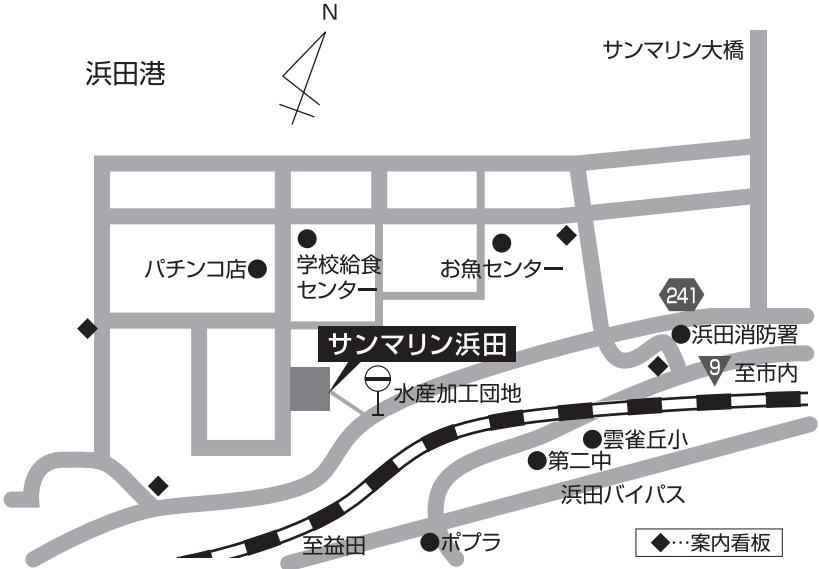 N
サンマリン大橋
浜田港
パチンコ店
学校給食
センター
お魚センター
241
浜田消防署
サンマリン浜田
9
至市内
水産加工団地
雲雀丘小
第二中
浜田バイパス
至益田
ポプラ
◆…案内看板